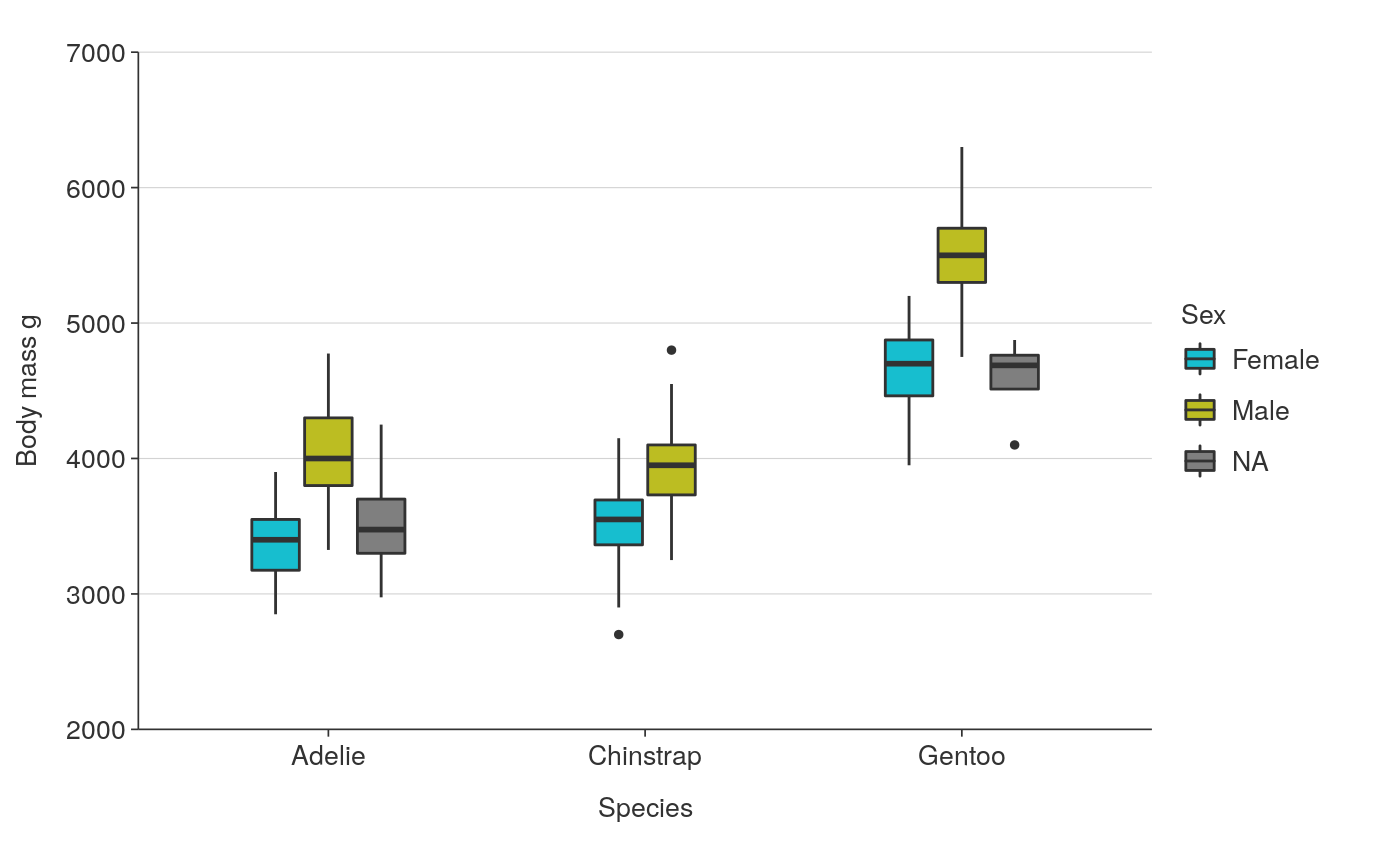 7000
6000
5000
4000
3000
2000
Body mass g
Adelie
Chinstrap
Gentoo
Species
Sex
Female
Male
NA